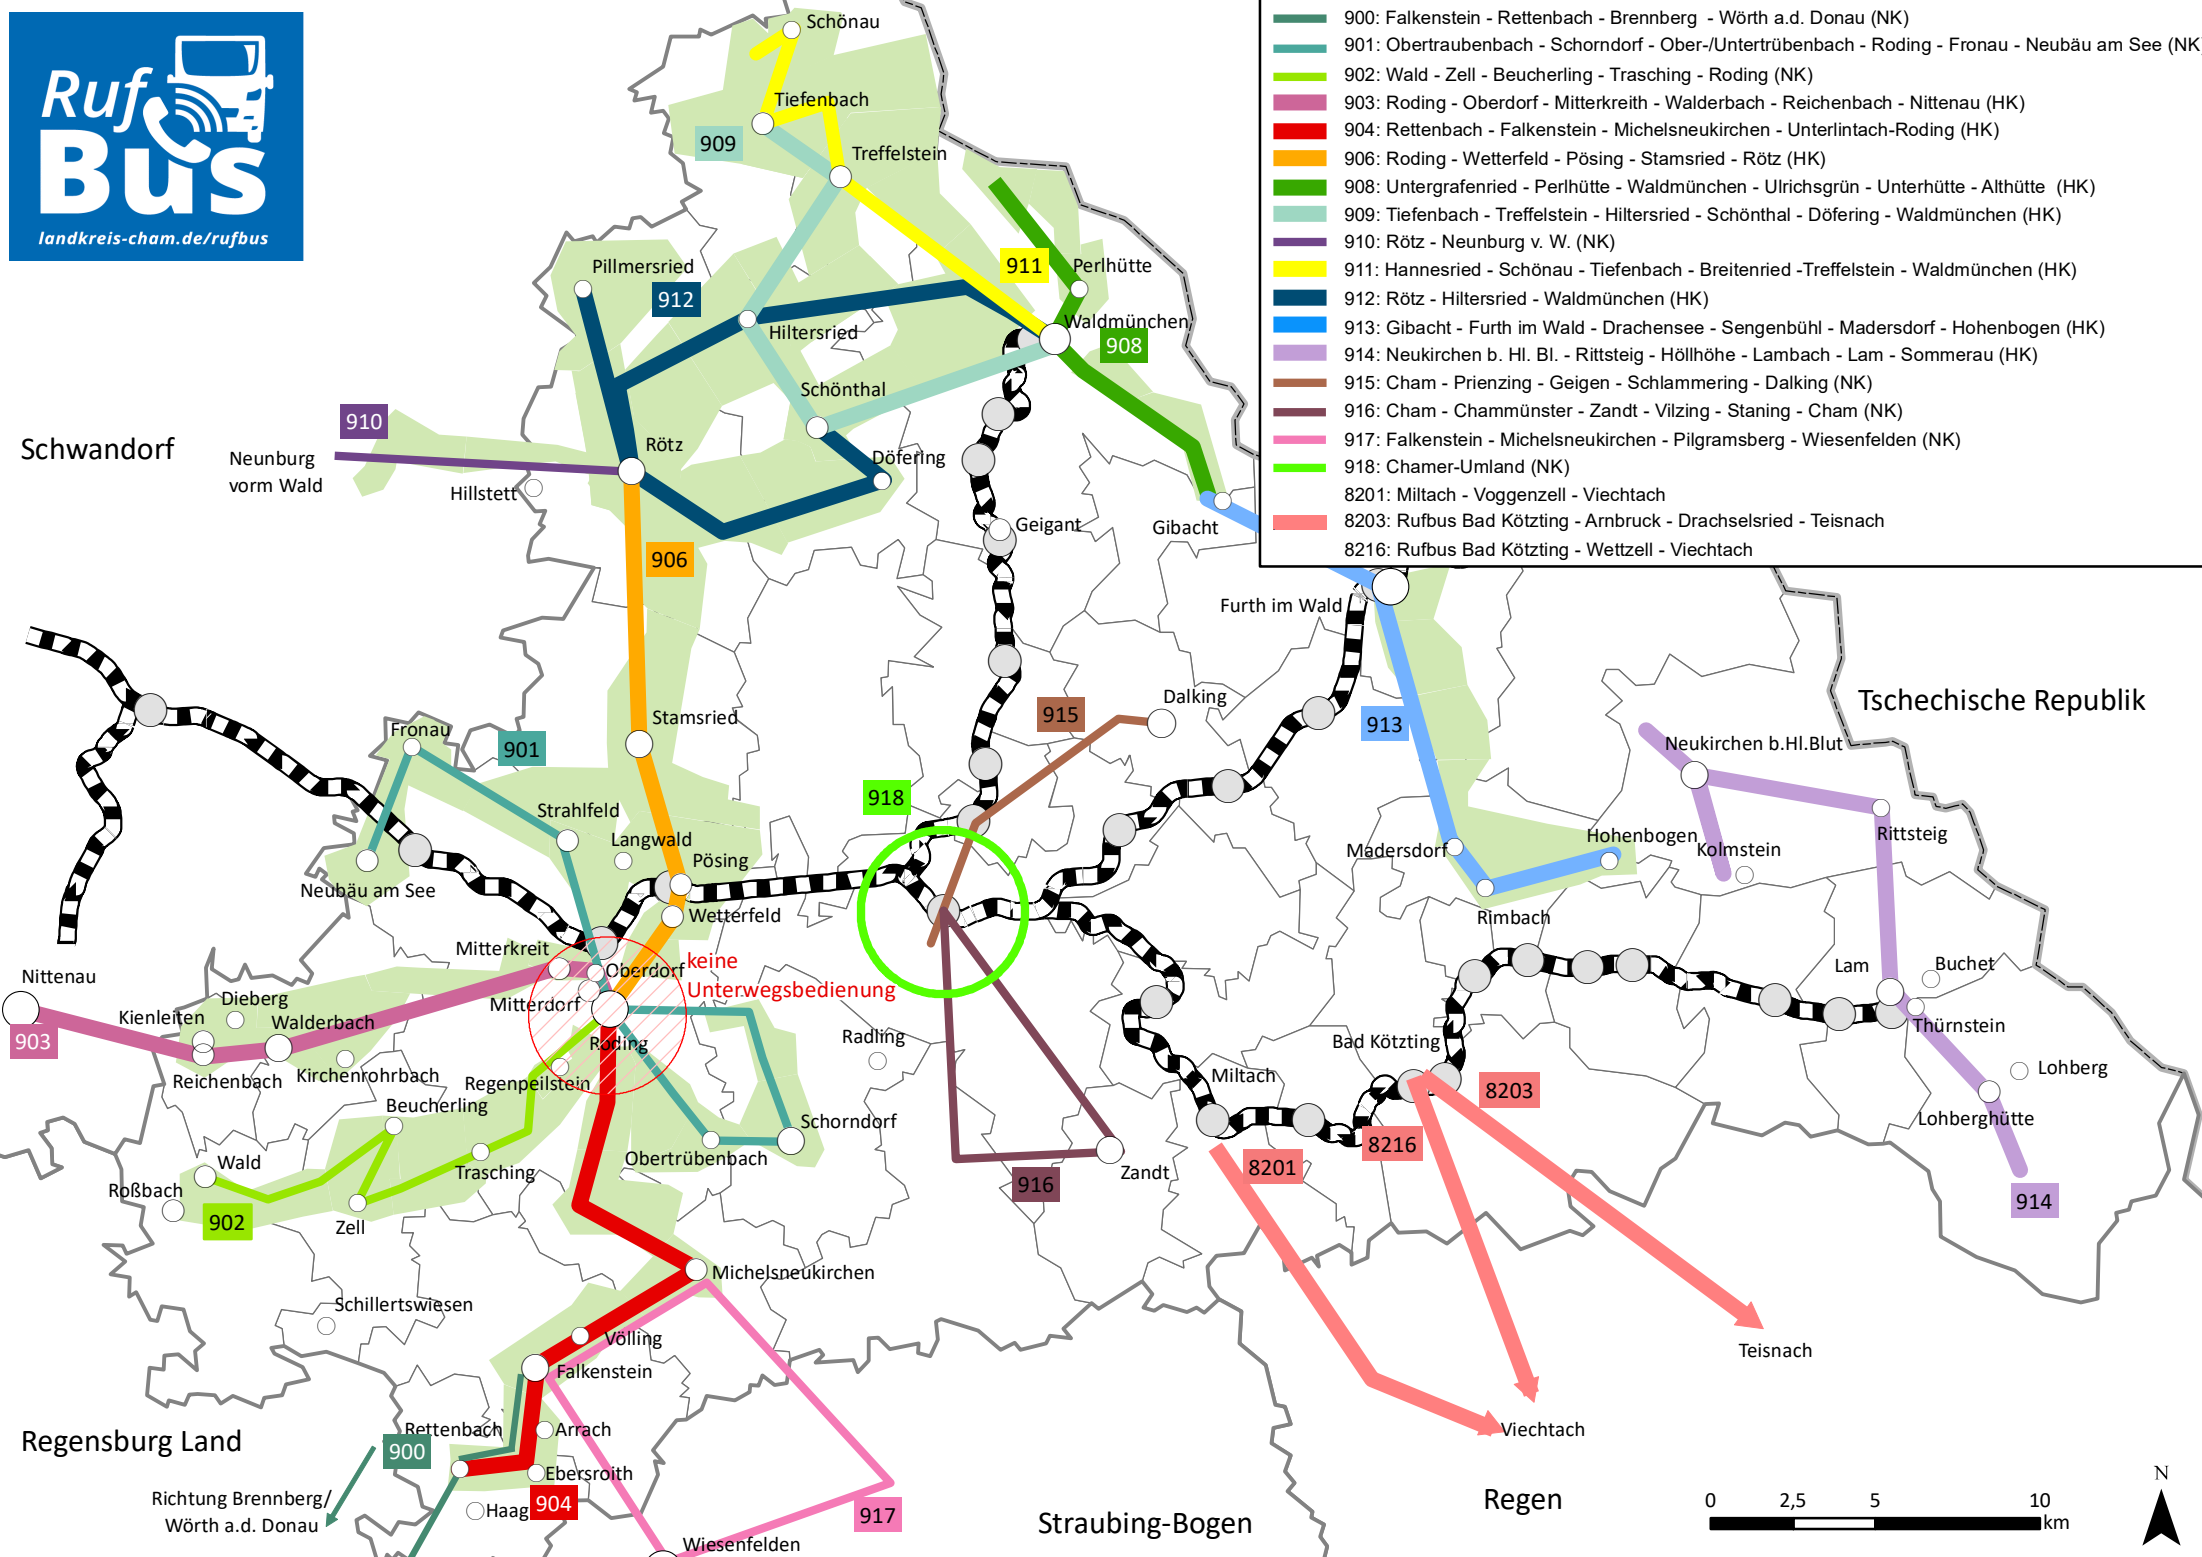 Ruf
Bus
landkreis-cham.de/rufbus
900: Falkenstein - Rettenbach - Brennberg - Wörth a.d. Donau (NK)
901: Obertraubenbach - Schorndorf - Ober-/Untertrübenbach - Roding - Fronau - Neubäu am See (NK)
902: Wald - Zell - Beucherling - Trasching - Roding (NK)
903: Roding - Oberdorf - Mitterkreith - Walderbach - Reichenbach - Nittenau (HK)
904: Rettenbach - Falkenstein - Michelsneukirchen - Unterlintach-Roding (HK)
906: Roding - Wetterfeld - Pösing - Stamsried - Rötz (HK)
908: Untergrafenried - Perlhütte - Waldmünchen - Ulrichsgrün - Unterhütte - Althütte (HK)
909: Tiefenbach - Treffelstein - Hiltersried - Schönthal - Döfering - Waldmünchen (HK)
910: Rötz - Neunburg v. W. (NK)
911: Hannesried - Schönau - Tiefenbach - Breitenried -Treffelstein - Waldmünchen (HK)
912: Rötz - Hiltersried - Waldmünchen (HK)
913: Gibacht - Furth im Wald - Drachensee - Sengenbühl - Madersdorf - Hohenbogen (HK)
914: Neukirchen b. Hl. Bl. - Rittsteig - Höllhöhe - Lambach - Lam - Sommerau (HK)
915: Cham - Prienzing - Geigen - Schlammering - Dalking (NK)
916: Cham - Chammünster - Zandt - Vilzing - Staning - Cham (NK)
917: Falkenstein - Michelsneukirchen - Pilgramsberg - Wiesenfelden (NK)
918: Chamer-Umland (NK)
8201: Miltach - Voggenzell - Viechtach
8203: Rufbus Bad Kötzting - Arnbruck - Drachselsried - Teisnach
8216: Rufbus Bad Kötzting - Wettzell - Viechtach
Schönau
Tiefenbach
909
Treffelstein
Pillmersried
912
911
Perlhütte
Waldmünchen
Hiltersried
908
Schönthal
910
Schwandorf
Neunburg
vorm Wald
Rötz
Hillstett
Döfering
Geigant
Gibacht
906
Furth im Wald
Dalking
915
913
Tschechische Republik
Stamsried
Fronau
901
Neukirchen b.Hl.Blut
918
Strahlfeld
Langwald
Pösing
Neubäu am See
Wetterfeld
Madersdorf
Hohenbogen
Kolmstein
Rittsteig
Rimbach
Mitterkreit
Oberdorf
keine
Unterwegsbedienung
Mitterdorf
Nittenau
903
Dieberg
Kienleiten
Walderbach
Roding
Radling
Reichenbach
Kirchenrohrbach
Regenpeilstein
Lam
Buchet
Thürnstein
Bad Kötzting
Miltach
8203
Lohberg
Lohberghütte
Beucherling
Schorndorf
Obertrübenbach
Trasching
Wald
Roßbach
902
Zell
8216
8201
Zandt
916
914
Michelsneukirchen
Schillertswiesen
Völling
Falkenstein
Teisnach
Viechtach
Rettenbach
Arrach
900
Regensburg Land
Ebersroith
Haag
904
Richtung Brennberg/
Wörth a.d. Donau
917
Wiesenfelden
Straubing-Bogen
Regen
0 2,5 5 10
km
N